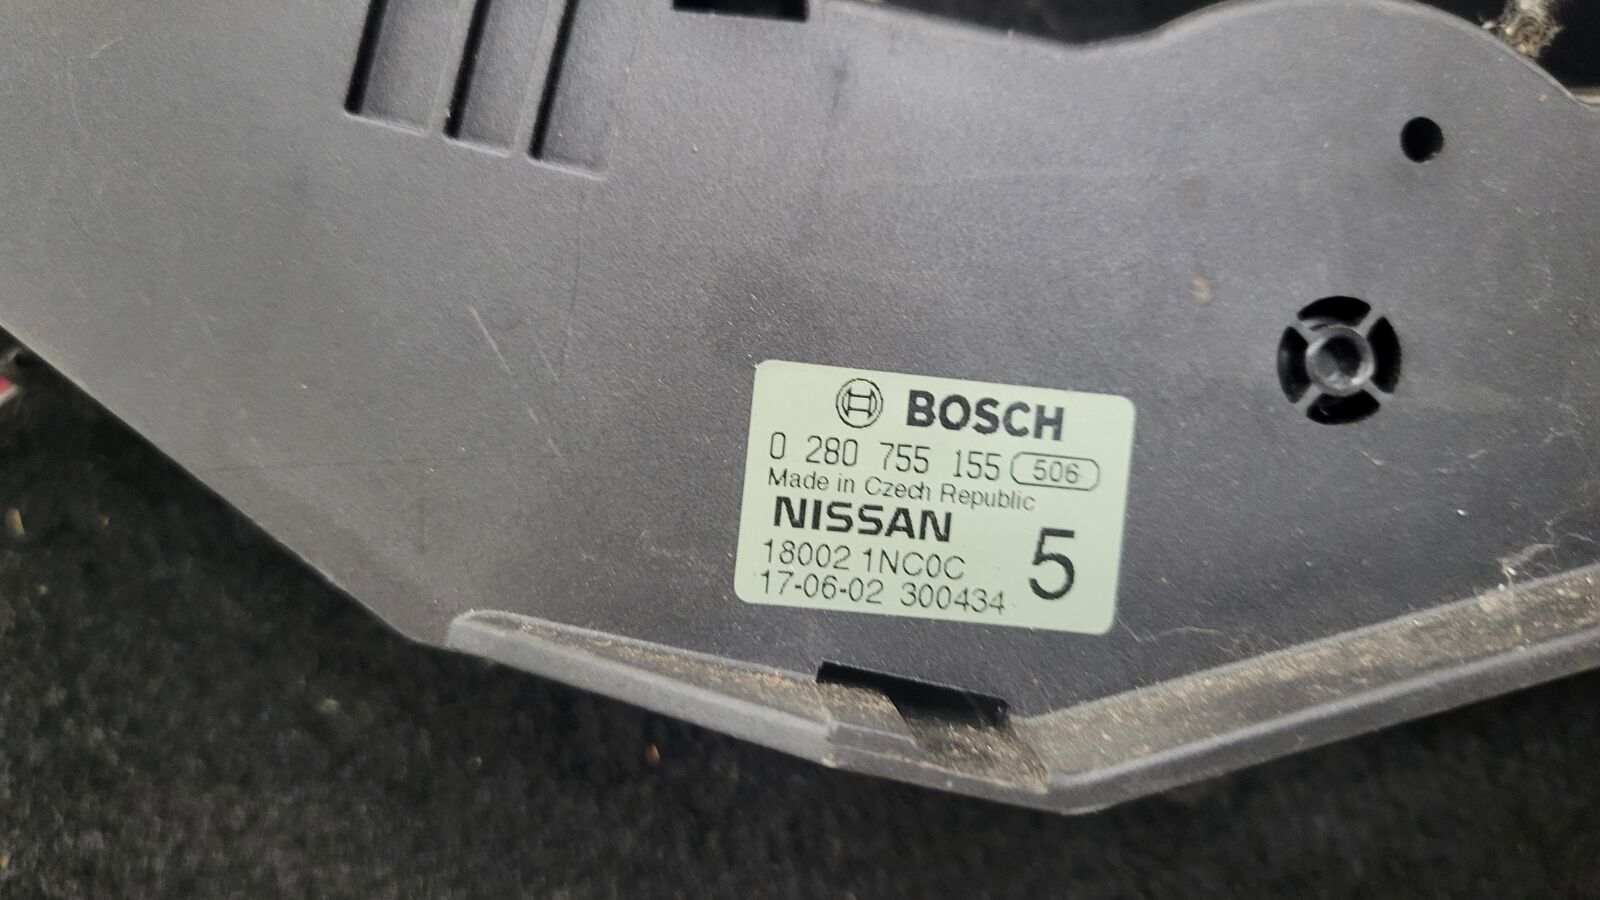 BOSCH
0 280 755 155 506
Made in Czech Republic
NISSAN
18002 1NC0C
17-06-02 300434
5